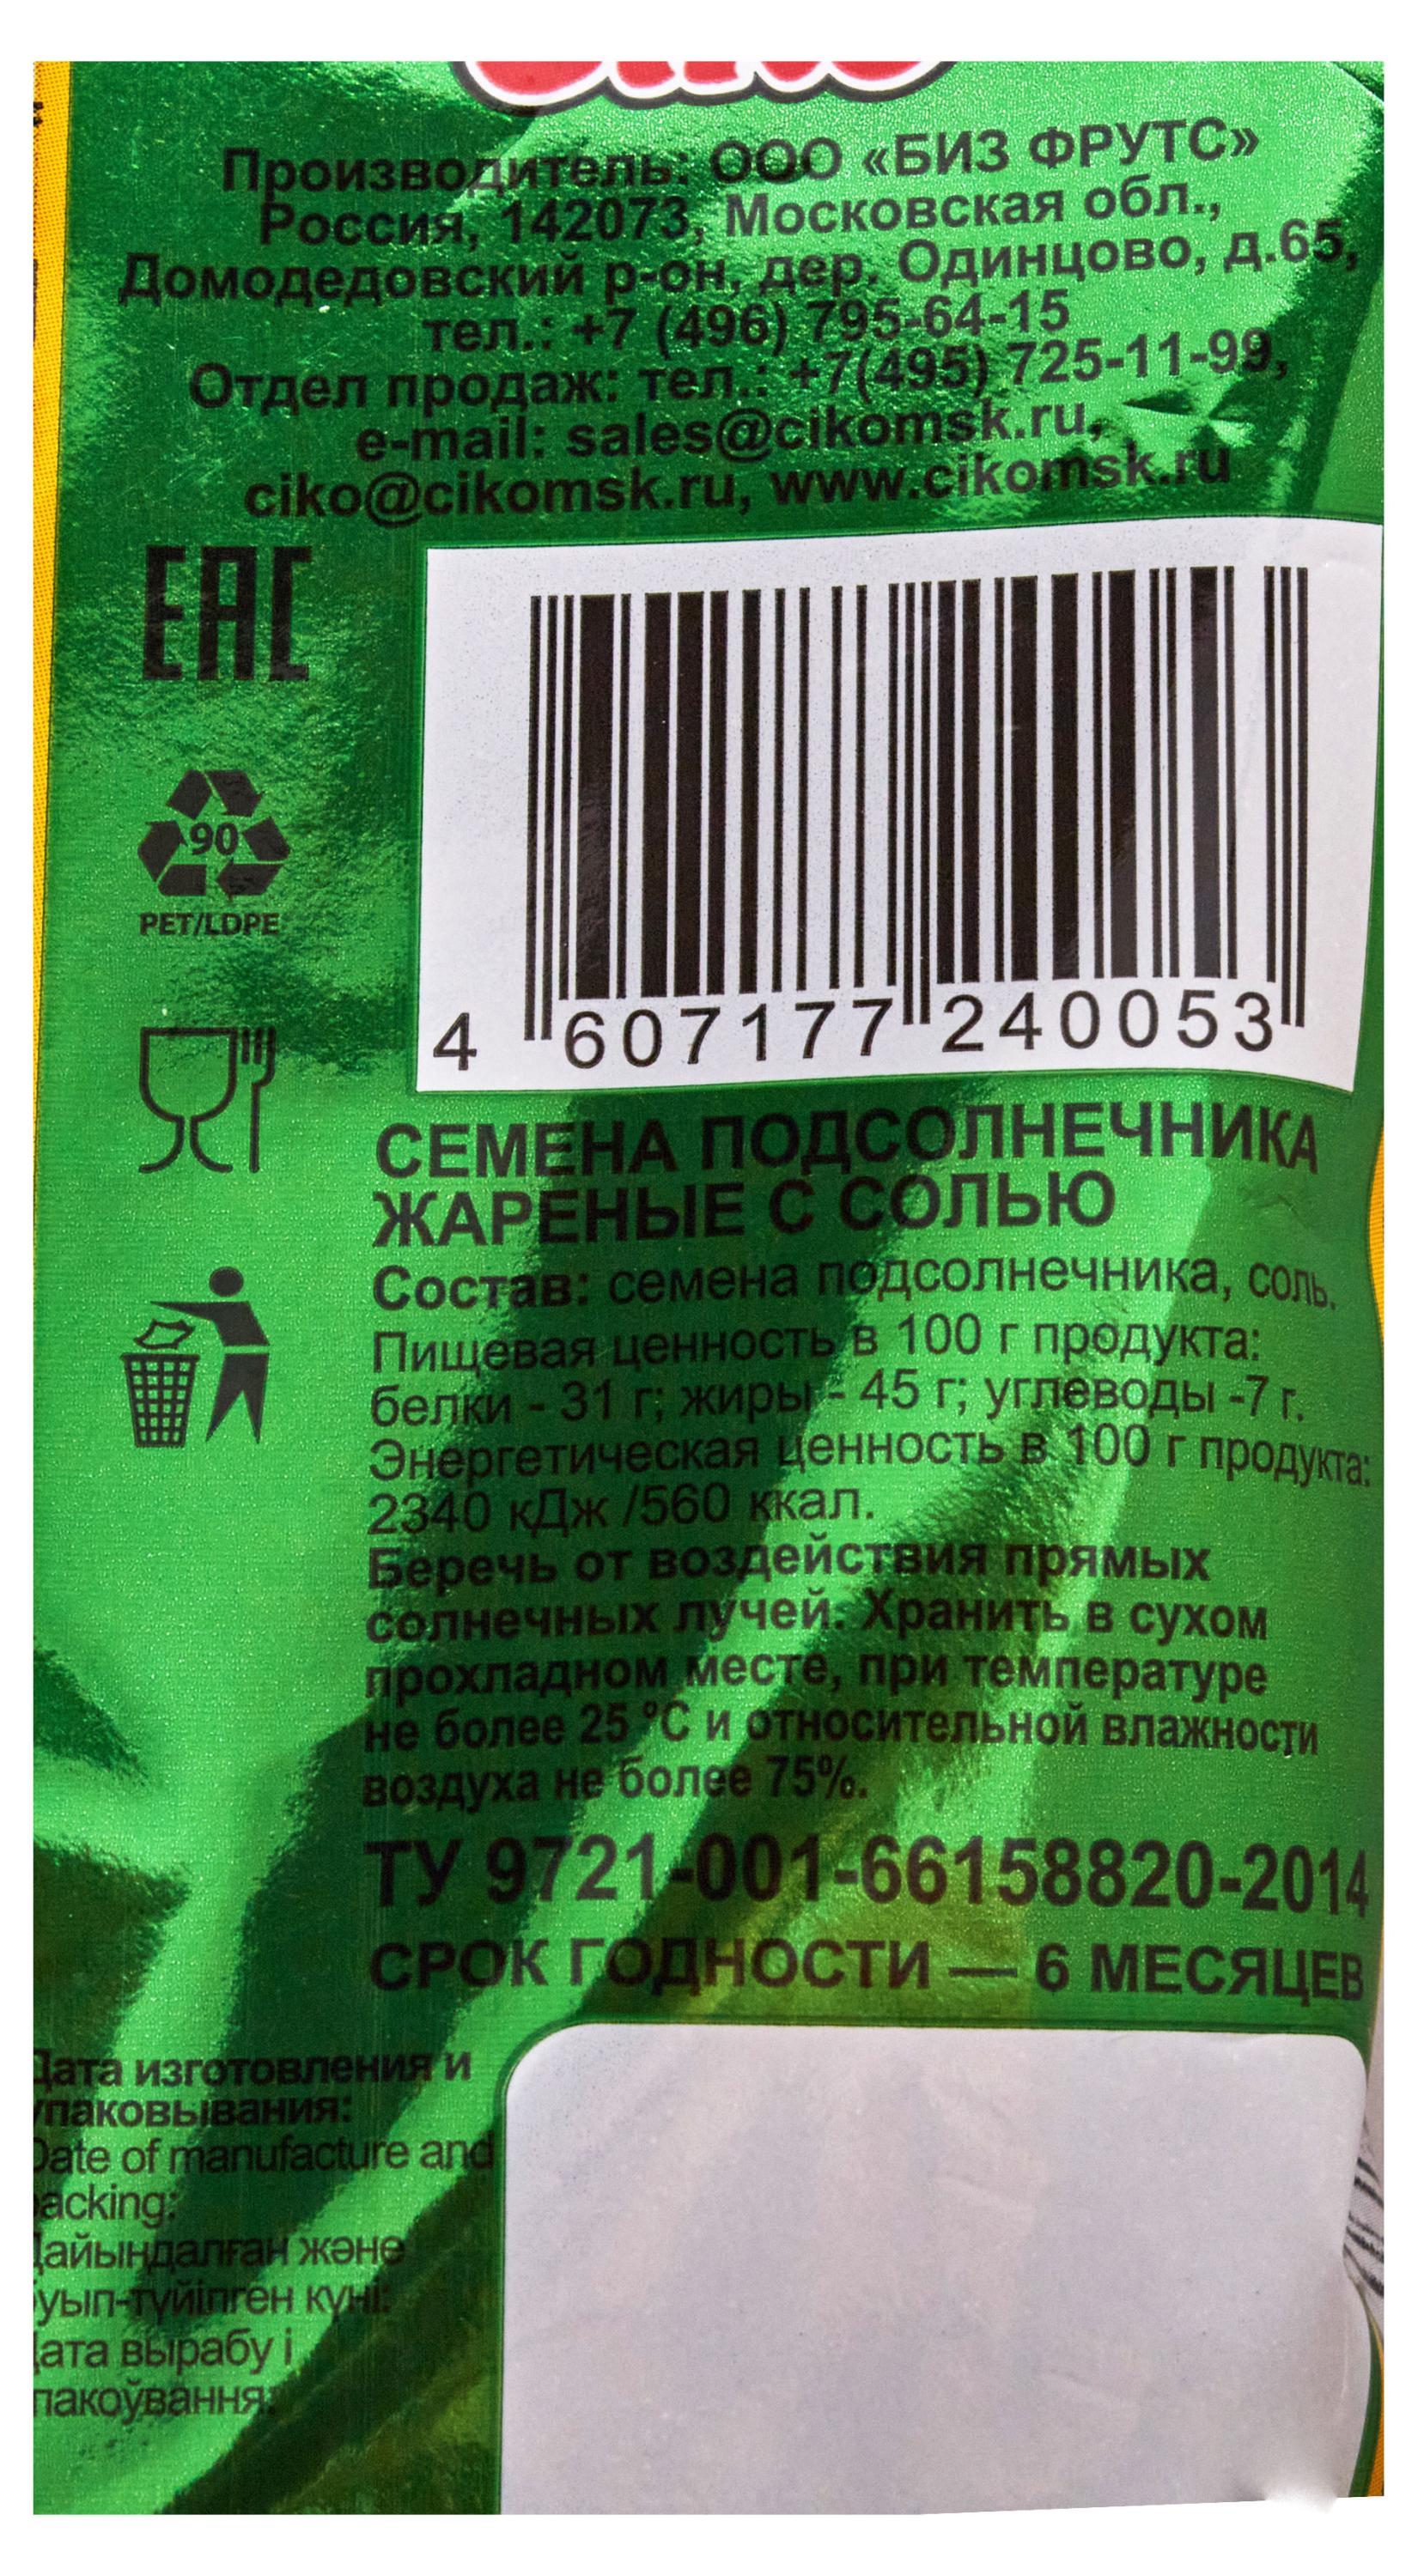 Производитель: ООО «БИЗ ФРУТС»
Россия, 142073, Московская обл.,
Домодедовский р-он, дер. Одинцово, д.65,
тел.: +7 (496) 795-64-15
Отдел продаж: тел.: +7(495) 725-11-99,
e-mail: sales@cikomsk.ru,
ciko@cikomsk.ru, www.cikomsk.ru
EAC
90
PET/LDPE
4 607177 240053
СЕМЕНА ПОДСОЛНЕЧНИКА
ЖАРЕНЫЕ С СОЛЬЮ
Состав: семена подсолнечника, соль.
Пищевая ценность в 100 г продукта:
белки - 31 г; жиры - 45 г; углеводы -7 г.
Энергетическая ценность в 100 г продукта:
2340 кДж /560 ккал.
Беречь от воздействия прямых
солнечных лучей. Хранить в сухом
прохладном месте, при температуре
не более 25 °С и относительной влажности
воздуха не более 75%.
ТУ 9721-001-66158820-2014
СРОК ГОДНОСТИ — 6 МЕСЯЦЕВ
Дата изготовления и
упаковывания:
Date of manufacture and
packing:
Дайындалған және
буып-түйілген күні:
Дата вырабу і
пакоўвання: